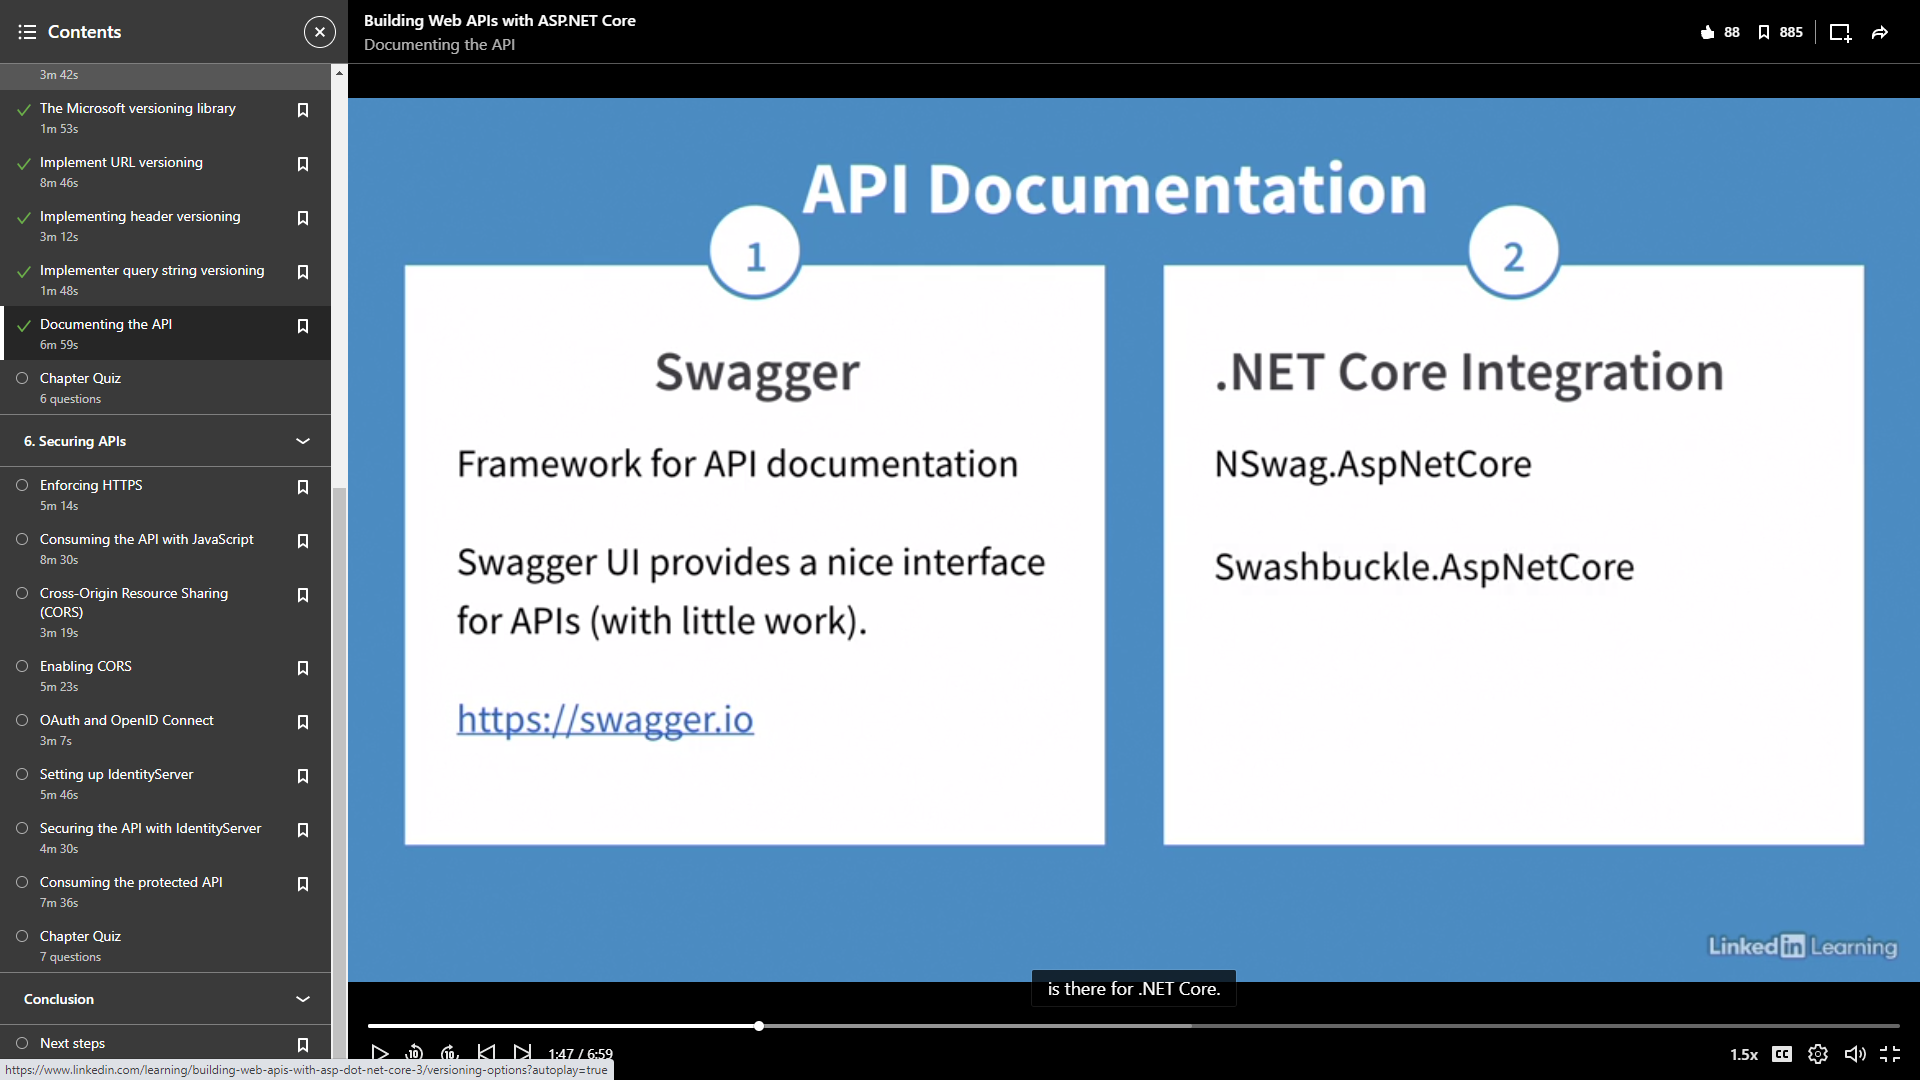 Contents
Building Web APIs with ASP.NET Core
Documenting the API
88
885
3m 42s
The Microsoft versioning library
1m 53s
Implement URL versioning
8m 46s
Implementing header versioning
3m 12s
Implementer query string versioning
1m 48s
Documenting the API
6m 59s
Chapter Quiz
6 questions
6. Securing APIs
Enforcing HTTPS
5m 14s
Consuming the API with JavaScript
8m 30s
Cross-Origin Resource Sharing
(CORS)
3m 19s
Enabling CORS
5m 23s
OAuth and OpenID Connect
3m 7s
Setting up IdentityServer
5m 46s
Securing the API with IdentityServer
4m 30s
Consuming the protected API
7m 36s
Chapter Quiz
7 questions
Conclusion
Next steps
https://www.linkedin.com/learning/building-web-apis-with-asp-dot-net-core-3/versioning-options?autoplay=true
API Documentation
1
Swagger
Framework for API documentation
Swagger UI provides a nice interface
for APIs (with little work).
https://swagger.io
2
.NET Core Integration
NSwag.AspNetCore
Swashbuckle.AspNetCore
Linked in Learning
is there for .NET Core.
10
10
1:47 / 6:59
1.5x
CC